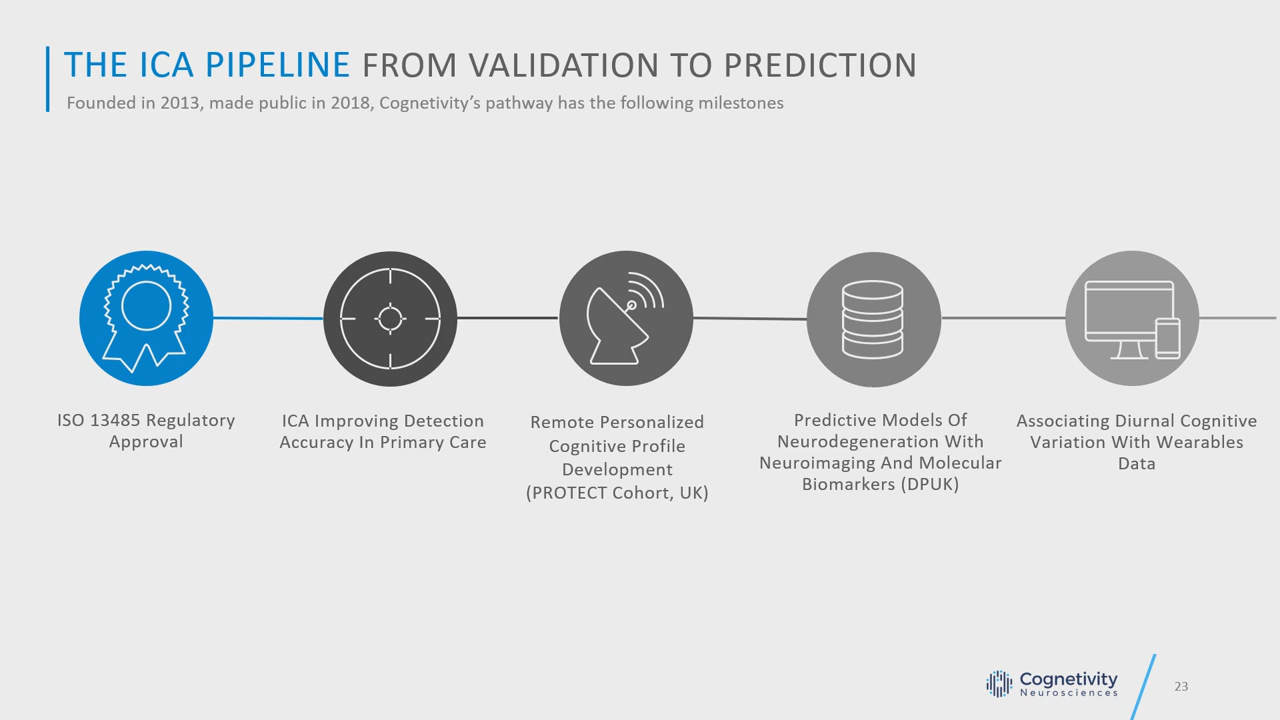 THE ICA PIPELINE FROM VALIDATION TO PREDICTION
Founded in 2013, made public in 2018, Cognetivity’s pathway has the following milestones
ISO 13485 Regulatory
Approval
ICA Improving Detection
Accuracy In Primary Care
Remote Personalized
Cognitive Profile
Development
(PROTECT Cohort, UK)
Predictive Models Of
Neurodegeneration With
Neuroimaging And Molecular
Biomarkers (DPUK)
Associating Diurnal Cognitive
Variation With Wearables
Data
Cognetivity
Neurosciences
23